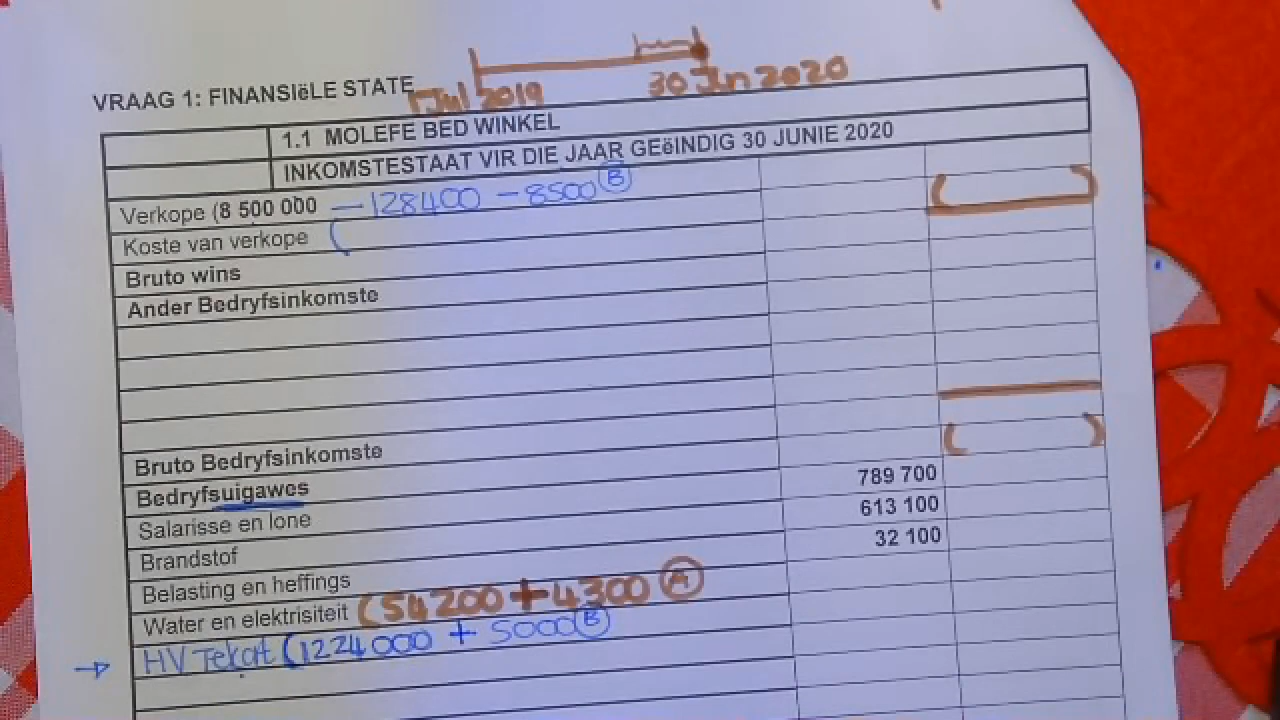 1 Jul 2019 30 Jun 2020
VRAAG 1: FINANSIëLE STATE
1.1 MOLEFE BED WINKEL
INKOMSTESTAAT VIR DIE JAAR GEëINDIG 30 JUNIE 2020
Verkope (8 500 000 — 128400 - 8500 B
Koste van verkope (
Bruto wins
Ander Bedryfsinkomste
Bruto Bedryfsinkomste ( )
Bedryfsuigawes 789 700
Salarisse en lone 613 100
Brandstof 32 100
Belasting en heffings
Water en elektrisiteit (54200 + 4300 A
→ HV Tekat (1224000 + 5000 B